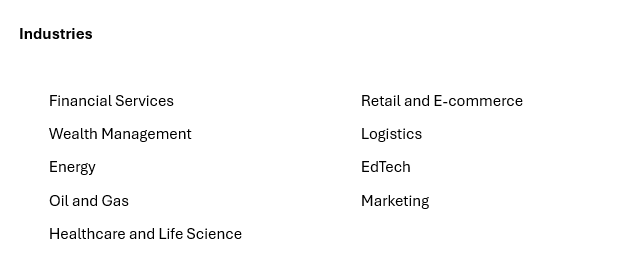 Industries
Financial Services
Wealth Management
Energy
Oil and Gas
Healthcare and Life Science
Retail and E-commerce
Logistics
EdTech
Marketing